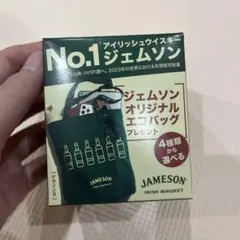 アイリッシュウイスキー
No.1 ジェムソン
ジェムソン
オリジナル
エコバッグ
プレゼント
4種類
から
選べる
JAMESON
IRISH WHISKEY